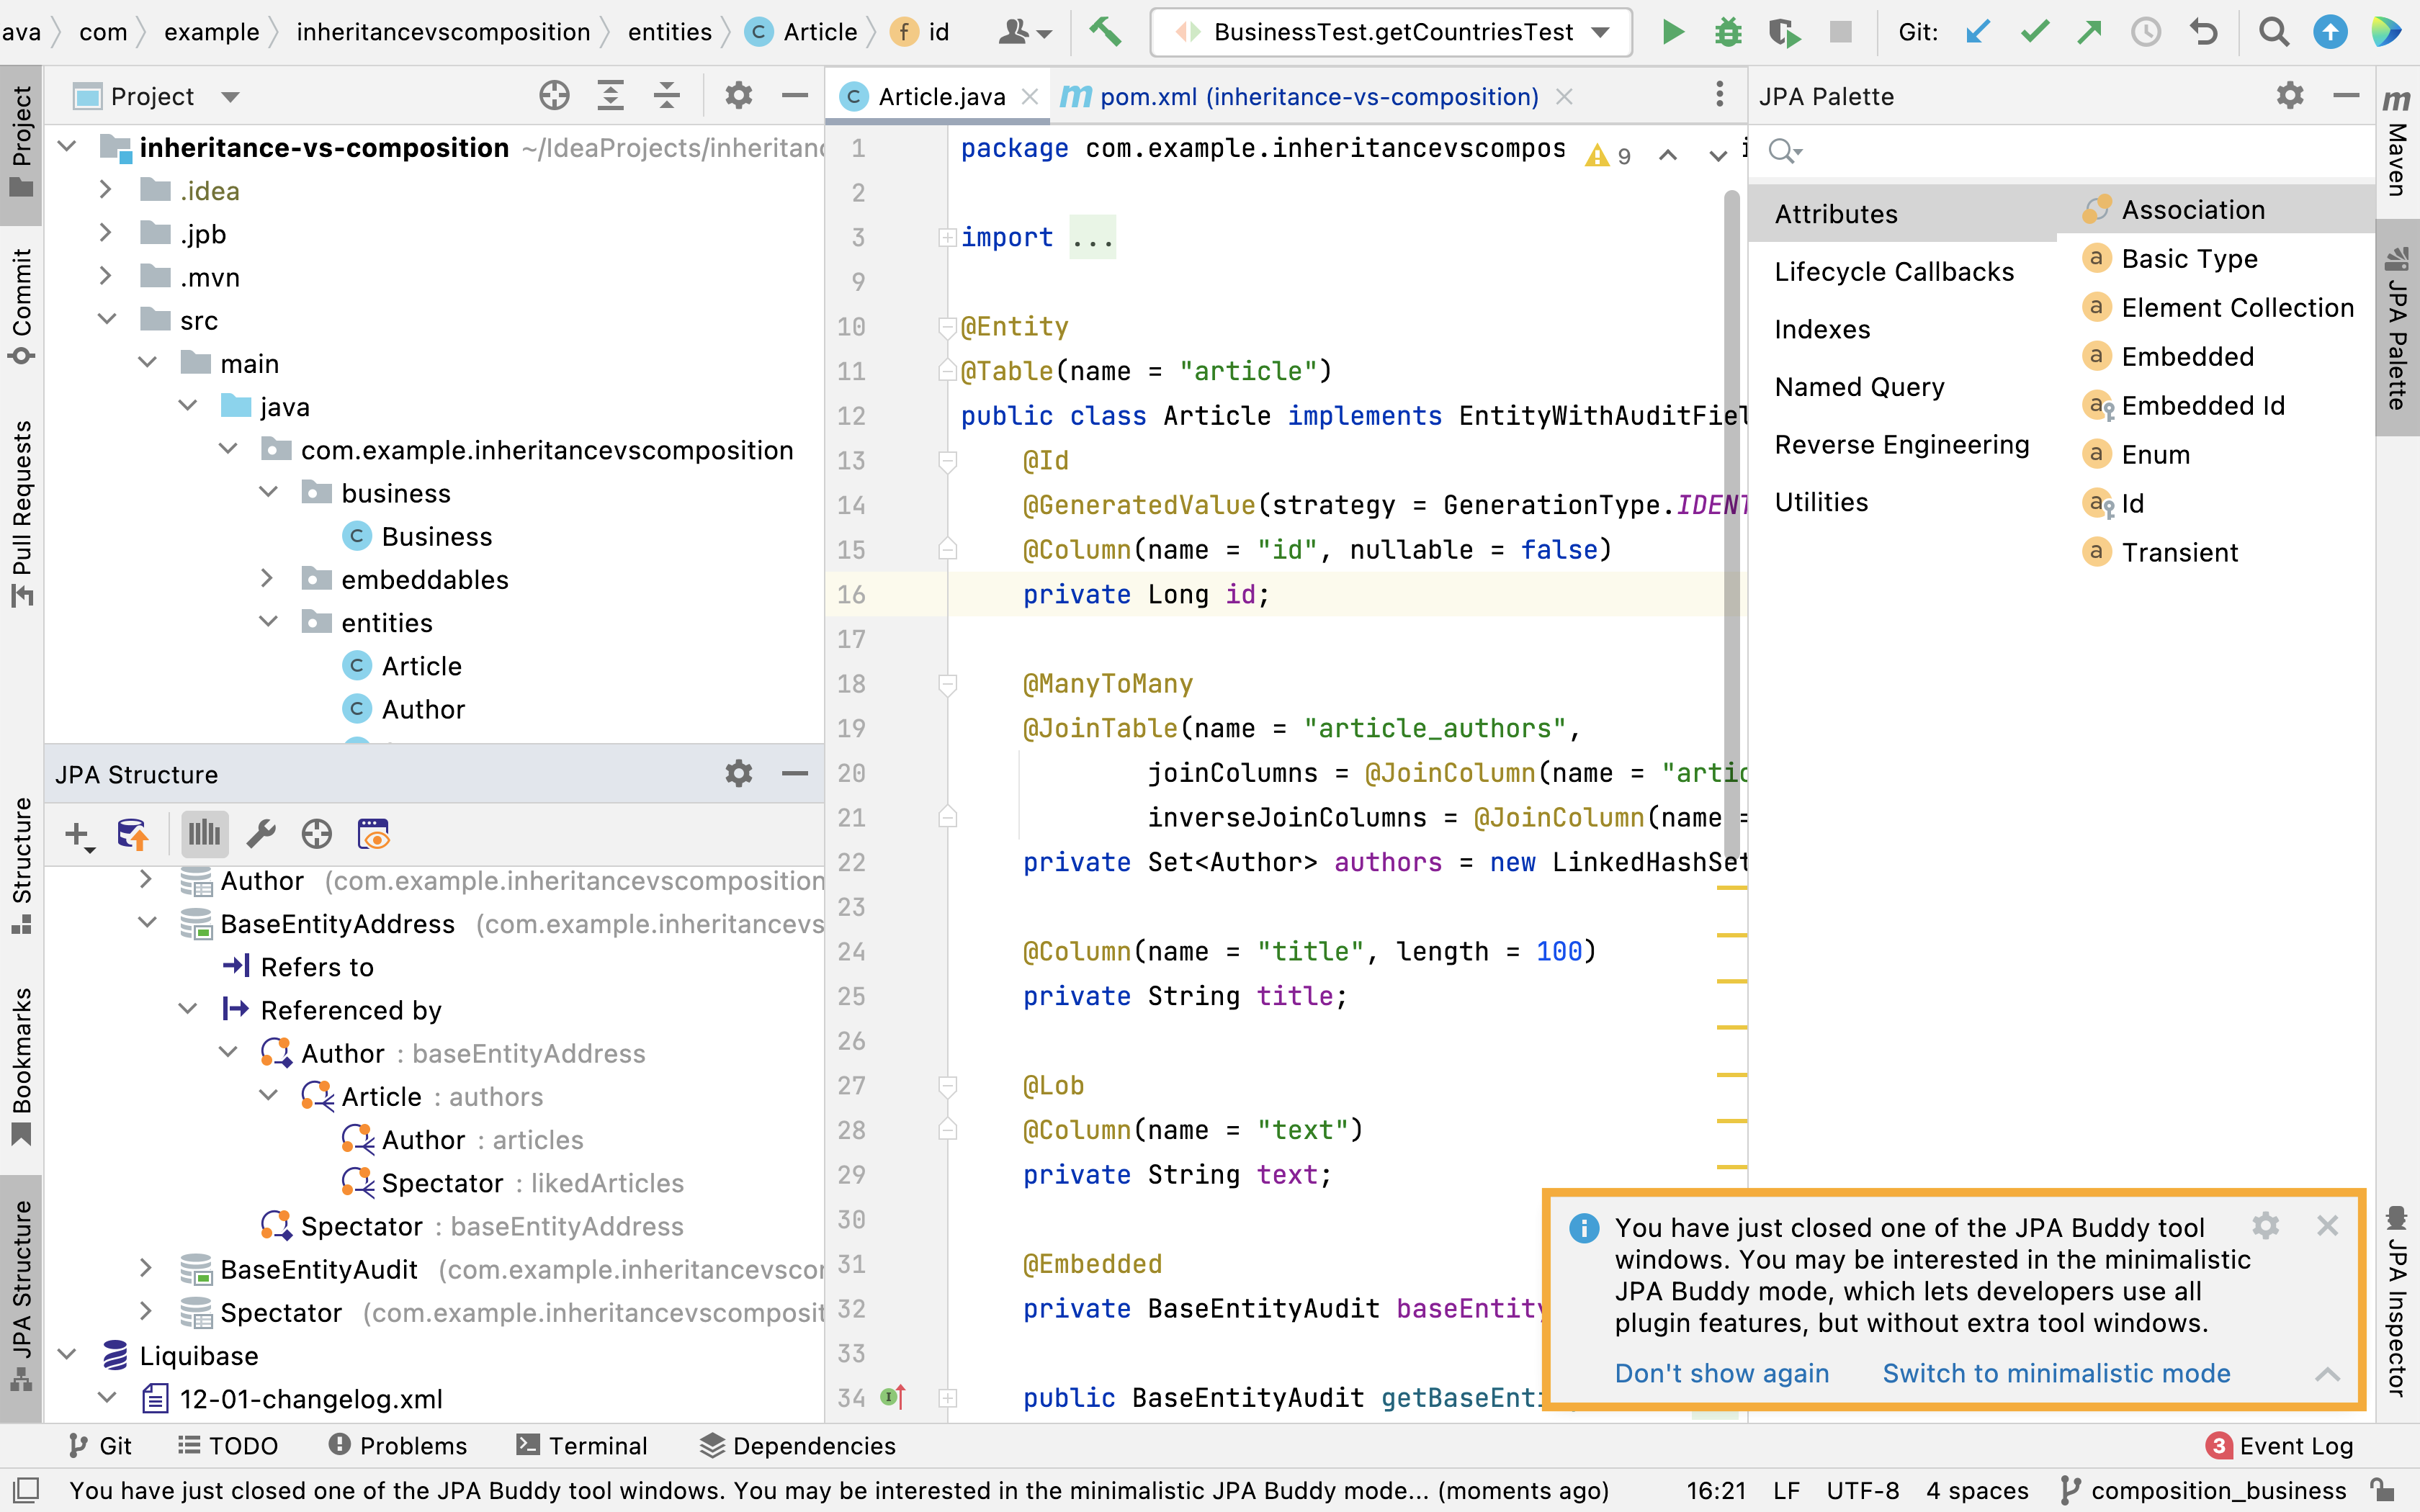 ava com example inheritancevscomposition entities C Article f id BusinessTest.getCountriesTest Git:
Project
Article.java
pom.xml (inheritance-vs-composition)
JPA Palette
inheritance-vs-composition ~/IdeaProjects/inheritanc
.idea
.jpb
.mvn
src
main
java
com.example.inheritancevscomposition
business
Business
embeddables
entities
Article
Author
JPA Structure
Author (com.example.inheritancevscomposition
BaseEntityAddress (com.example.inheritancevs
Refers to
Referenced by
Author : baseEntityAddress
Article : authors
Author : articles
Spectator : likedArticles
Spectator : baseEntityAddress
BaseEntityAudit (com.example.inheritancevscor
Spectator (com.example.inheritancevscomposit
Liquibase
12-01-changelog.xml
9
1 package com.example.inheritancevscompos
2
3 import ...
9
10 @Entity
11 @Table(name = "article")
12 public class Article implements EntityWithAuditFiel
13 @Id
14 @GeneratedValue(strategy = GenerationType.IDENT
15 @Column(name = "id", nullable = false)
16 private Long id;
17
18 @ManyToMany
19 @JoinTable(name = "article_authors",
20 joinColumns = @JoinColumn(name = "artic
21 inverseJoinColumns = @JoinColumn(name =
22 private Set<Author> authors = new LinkedHashSet
23
24 @Column(name = "title", length = 100)
25 private String title;
26
27 @Lob
28 @Column(name = "text")
29 private String text;
30
31 @Embedded
32 private BaseEntityAudit baseEntity
33
34 public BaseEntityAudit getBaseEnti
Attributes
Lifecycle Callbacks
Indexes
Named Query
Reverse Engineering
Utilities
Association
Basic Type
Element Collection
Embedded
Embedded Id
Enum
Id
Transient
You have just closed one of the JPA Buddy tool
windows. You may be interested in the minimalistic
JPA Buddy mode, which lets developers use all
plugin features, but without extra tool windows.
Don't show again Switch to minimalistic mode
Project
Commit
Pull Requests
Structure
Bookmarks
JPA Structure
Maven
JPA Palette
JPA Inspector
Git TODO Problems Terminal Dependencies 3 Event Log
You have just closed one of the JPA Buddy tool windows. You may be interested in the minimalistic JPA Buddy mode... (moments ago) 16:21 LF UTF-8 4 spaces composition_business